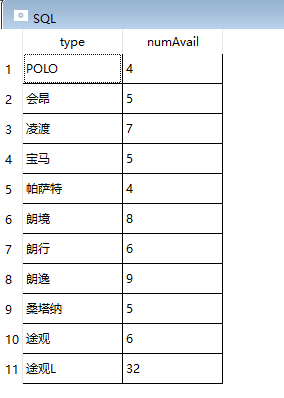 SQL
type numAvail
1 POLO 4
2 会昂 5
3 凌渡 7
4 宝马 5
5 帕萨特 4
6 朗境 8
7 朗行 6
8 朗逸 9
9 桑塔纳 5
10 途观 6
11 途观L 32